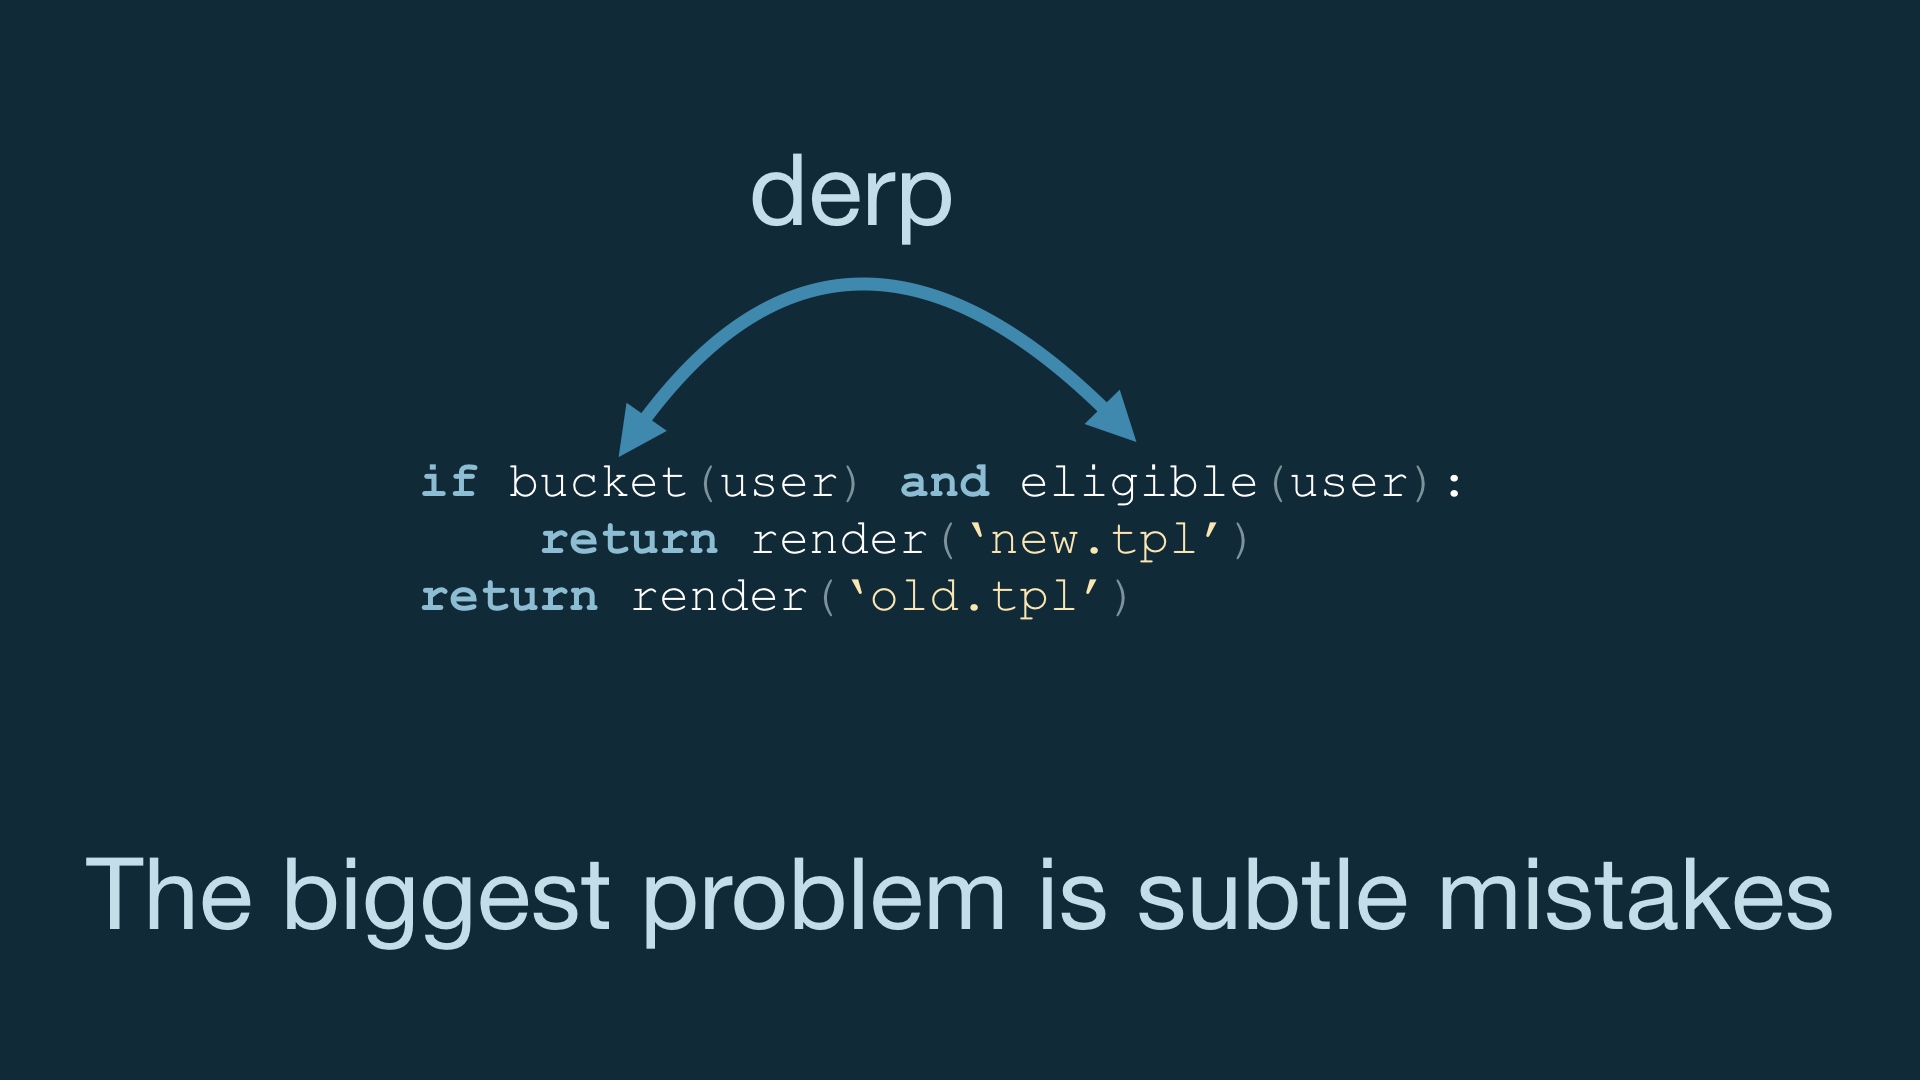 derp
if bucket(user) and eligible(user):
    return render(‘new.tpl’)
return render(‘old.tpl’)
The biggest problem is subtle mistakes